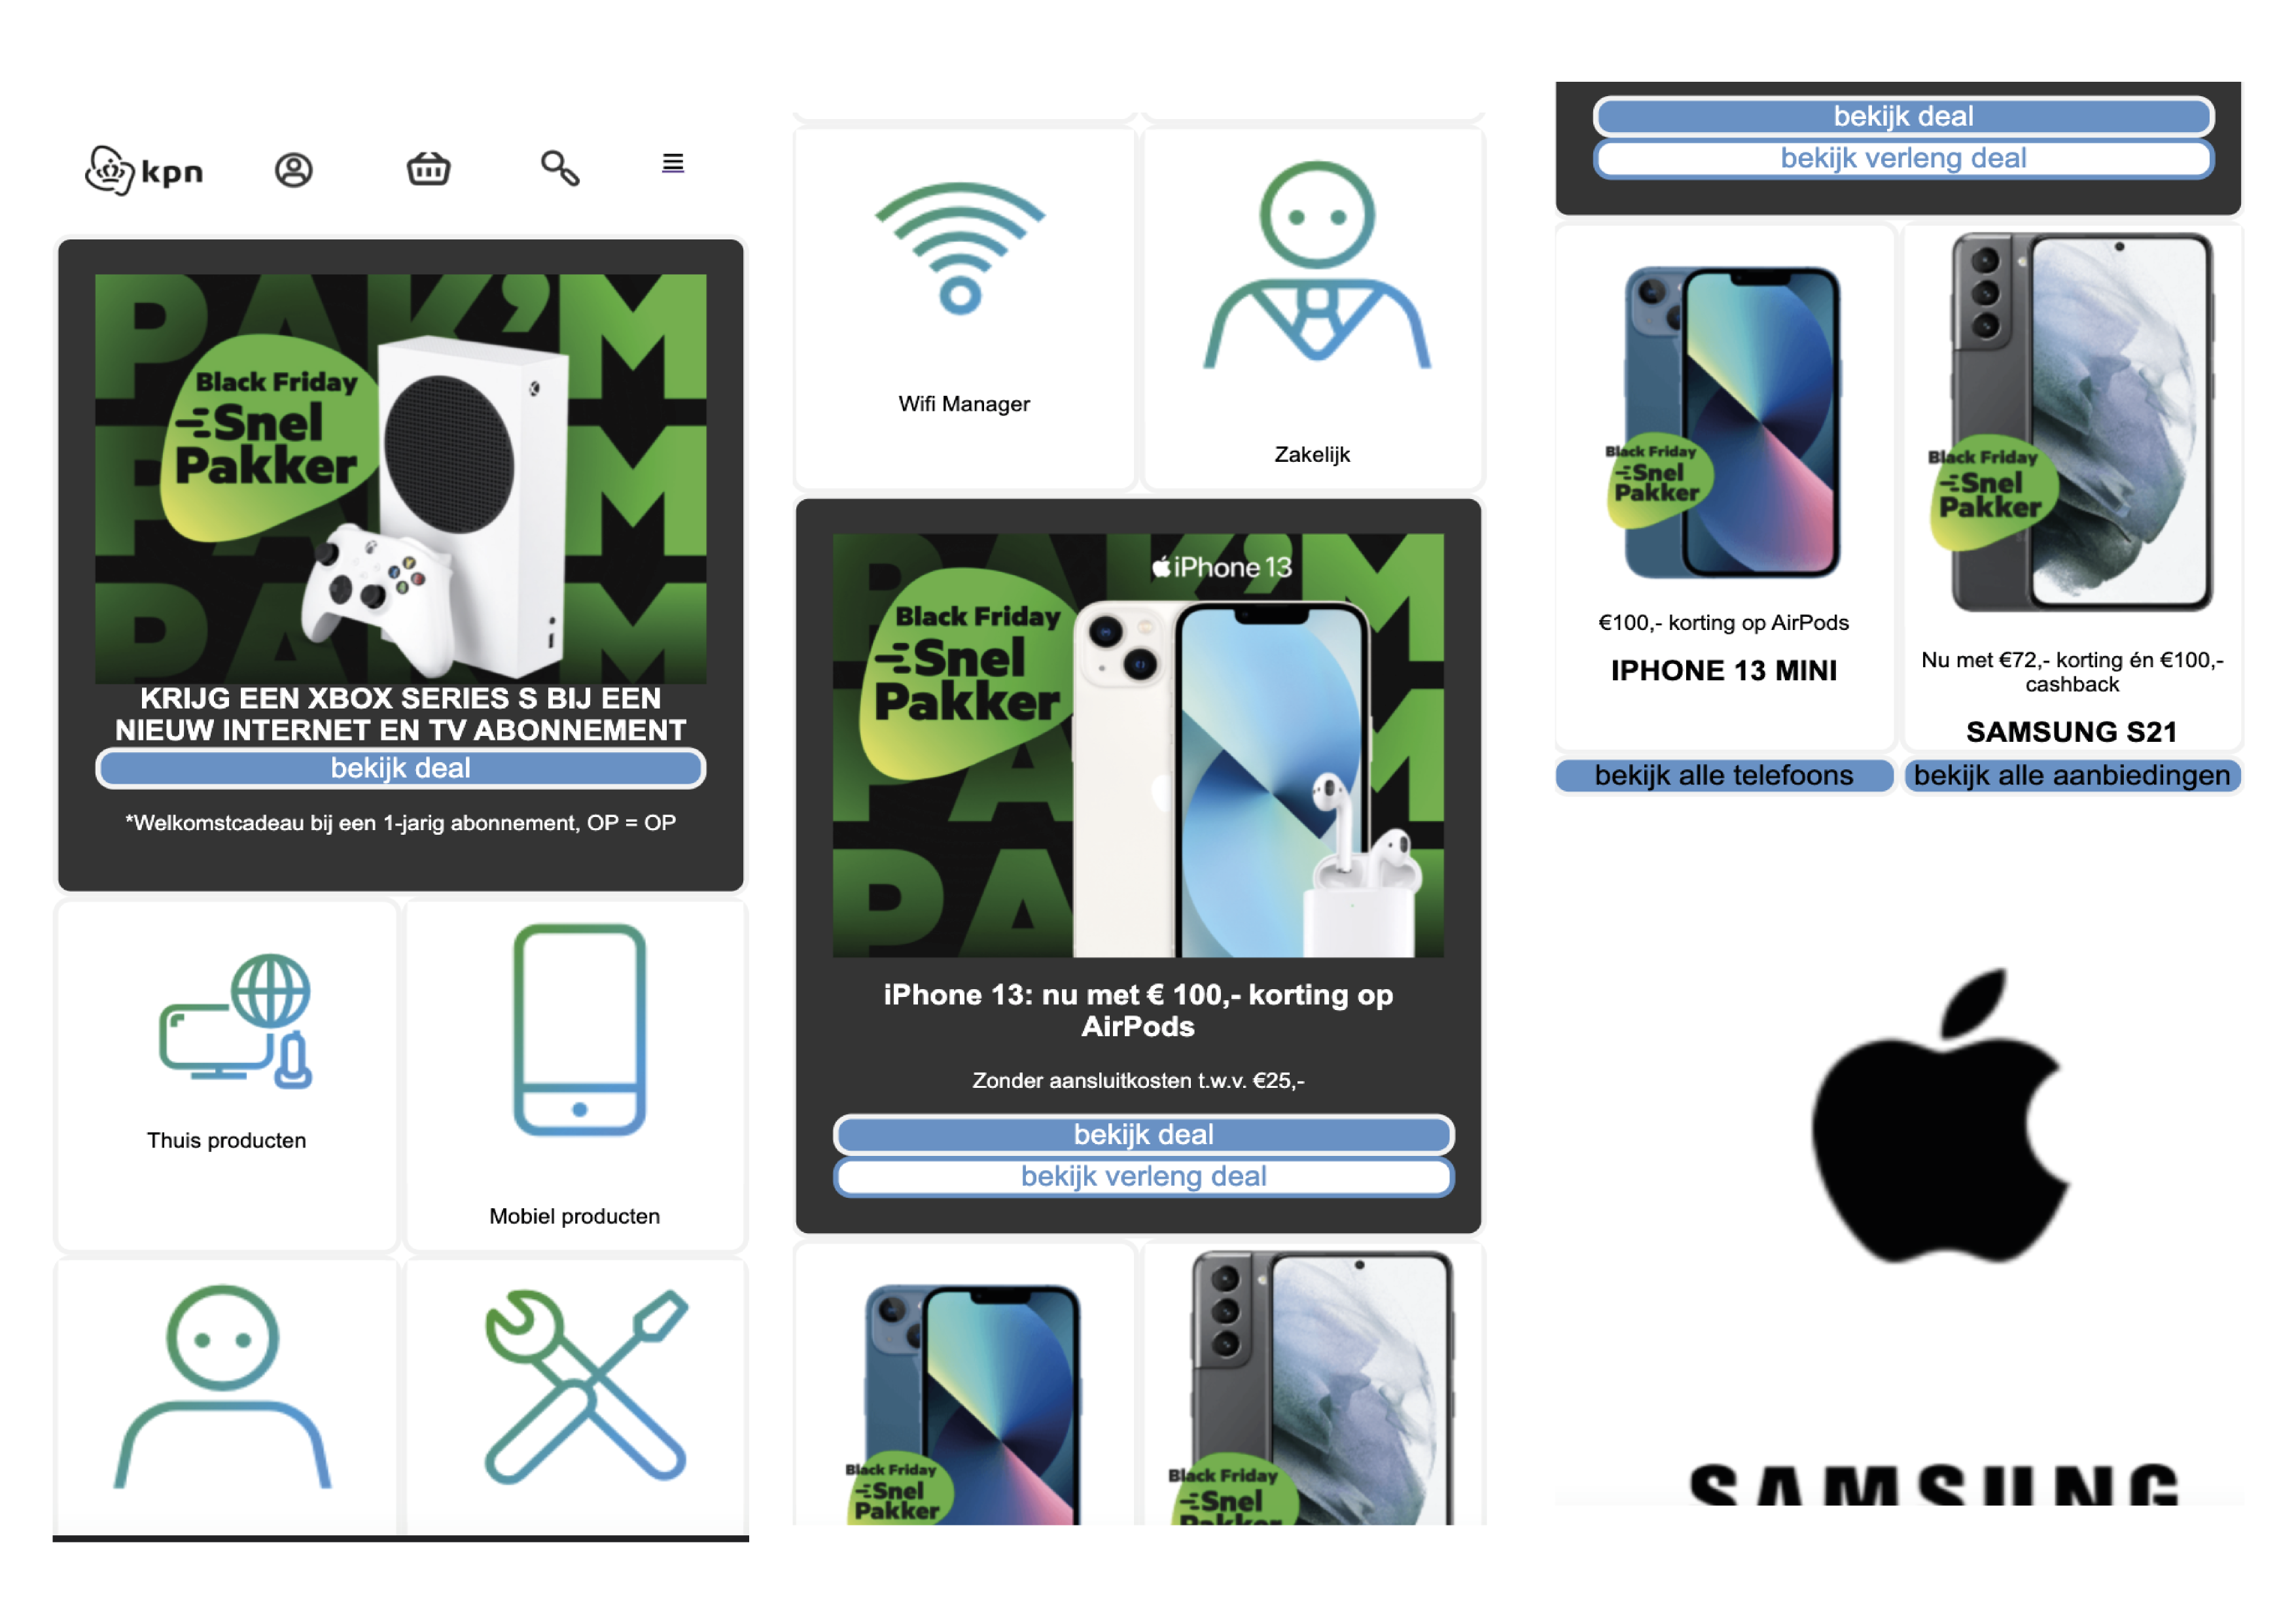 kpn
PAK'M
Black Friday
Snel
Pakker
PAK'M
PAK'M
KRIJG EEN XBOX SERIES S BIJ EEN
NIEUW INTERNET EN TV ABONNEMENT
bekijk deal
*Welkomstcadeau bij een 1-jarig abonnement, OP = OP
Thuis producten
Mobiel producten
Wifi Manager
Zakelijk
PAK'M
iPhone 13
Black Friday
Snel
Pakker
PA
iPhone 13: nu met € 100,- korting op
AirPods
Zonder aansluitkosten t.w.v. €25,-
bekijk deal
bekijk verleng deal
Black Friday
Snel
Pakker
Black Friday
Snel
Pakker
bekijk deal
bekijk verleng deal
Black Friday
Snel
Pakker
€100,- korting op AirPods
IPHONE 13 MINI
Black Friday
Snel
Pakker
Nu met €72,- korting én €100,-
cashback
SAMSUNG S21
bekijk alle telefoons
bekijk alle aanbiedingen
SAMSUNG